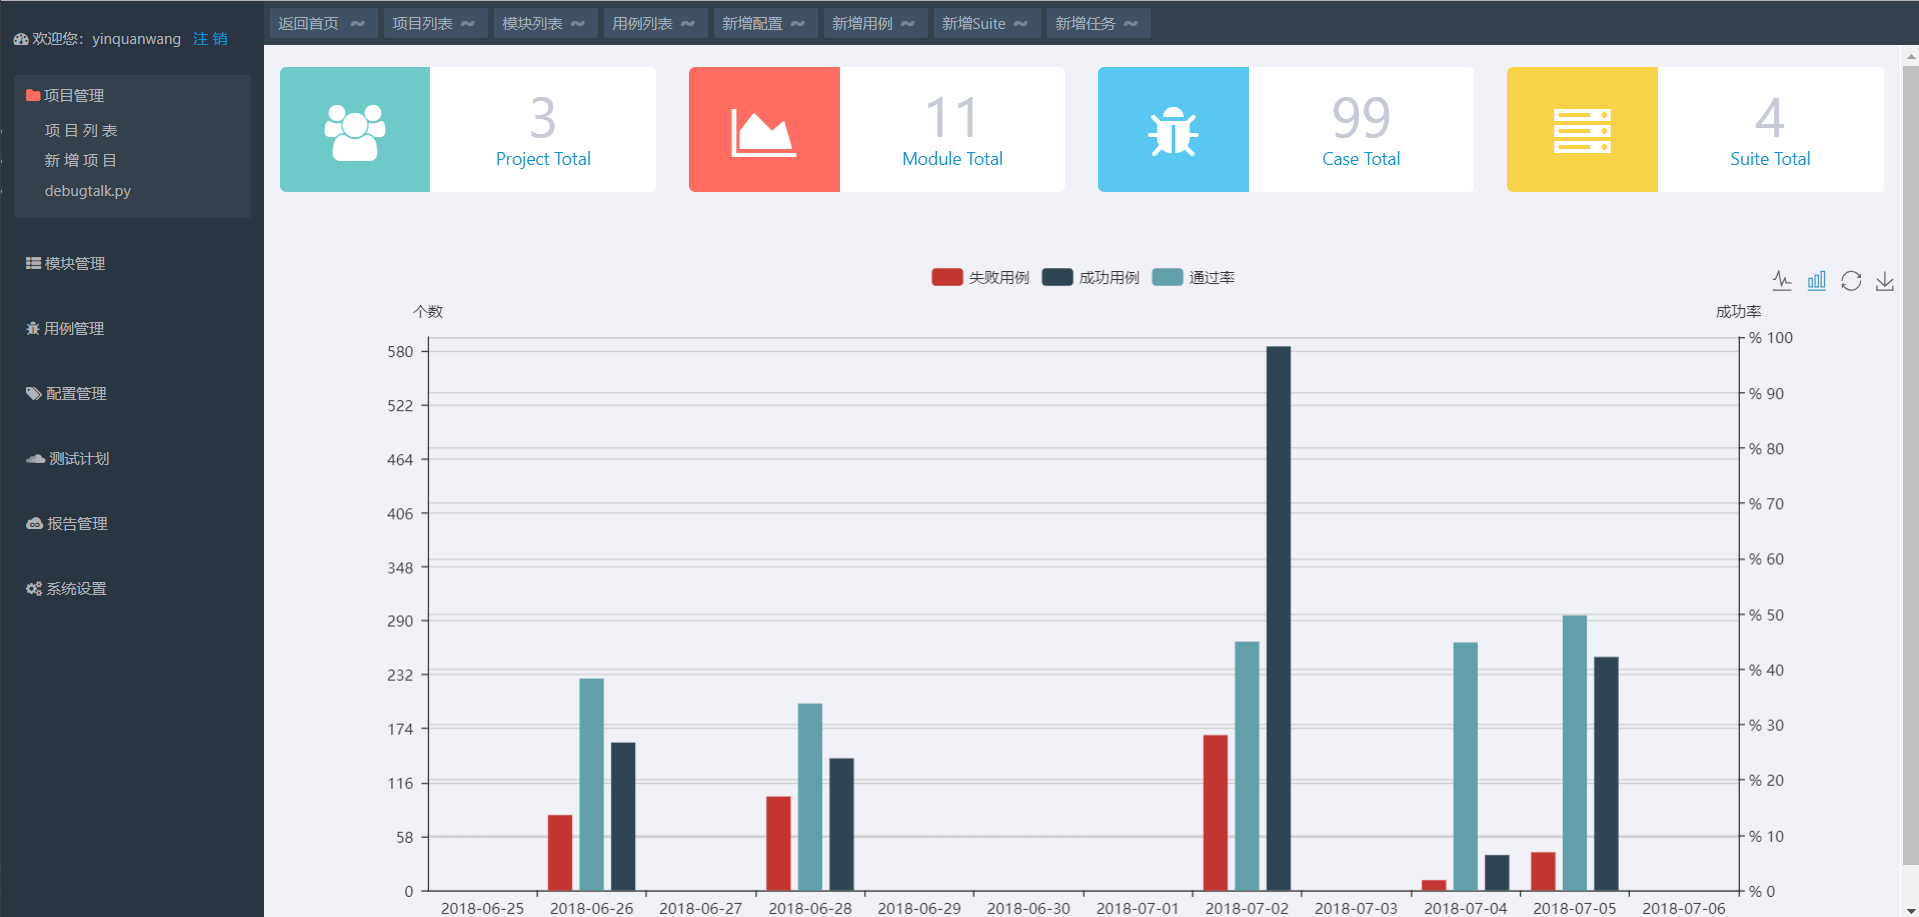 欢迎您：yinquanwang 注 销
项目管理
项 目 列 表
新 增 项 目
debugtalk.py
模块管理
用例管理
配置管理
测试计划
报告管理
系统设置
返回首页 项目列表 模块列表 用例列表 新增配置 新增用例 新增Suite 新增任务
3
Project Total
11
Module Total
99
Case Total
4
Suite Total
失败用例 成功用例 通过率
个数
成功率
580
522
464
406
348
290
232
174
116
58
0
% 100
% 90
% 80
% 70
% 60
% 50
% 40
% 30
% 20
% 10
% 0
2018-06-25 2018-06-26 2018-06-27 2018-06-28 2018-06-29 2018-06-30 2018-07-01 2018-07-02 2018-07-03 2018-07-04 2018-07-05 2018-07-06